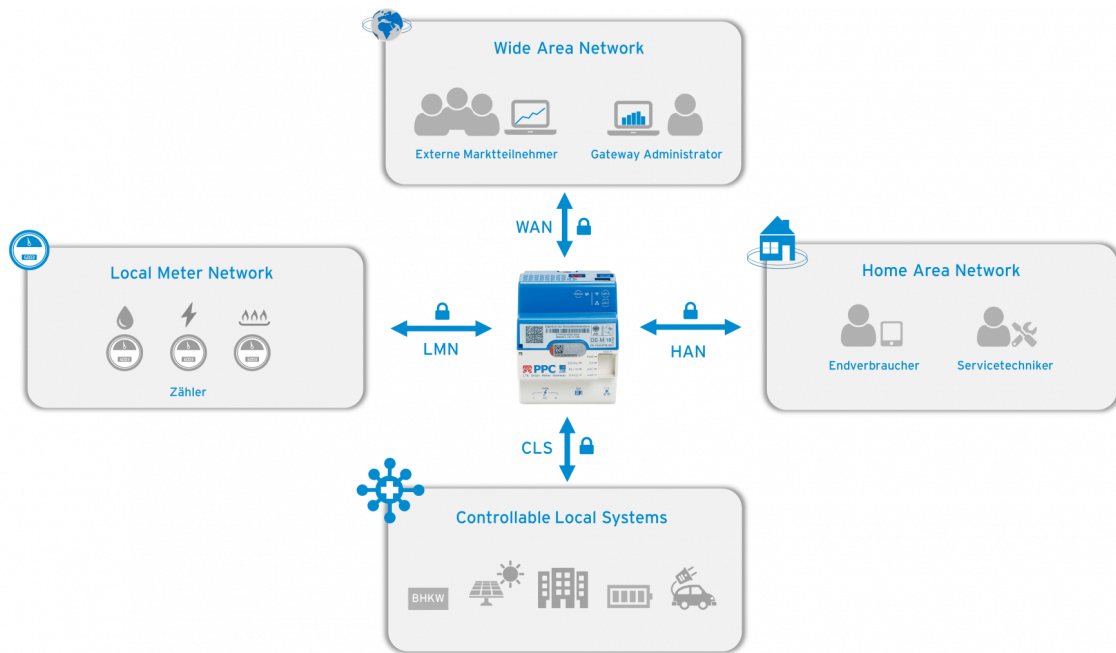 Wide Area Network
Externe Marktteilnehmer
Gateway Administrator
WAN
Local Meter Network
Zähler
LMN
PPC
HAN
Home Area Network
Endverbraucher
Servicetechniker
CLS
Controllable Local Systems
BHKW